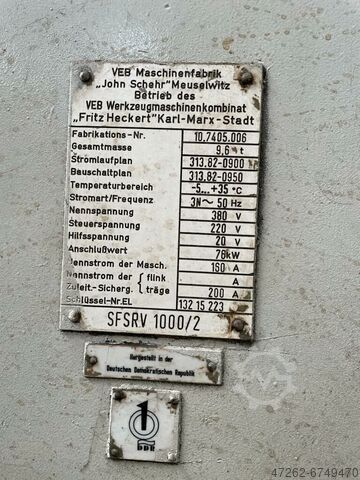 VEB Maschinenfabrik
„John Schehr” Meuselwitz
Betrieb des
VEB Werkzeugmaschinenkombinat
„Fritz Heckert” Karl-Marx-Stadt
Fabrikations-Nr. 10.7405.006
Gesamtmasse 9,6 t
Stromlaufplan 313.82-0900
Bauschaltplan 313.82-0950
Temperaturbereich -5...+35 °C
Stromart/Frequenz 3N~ 50 Hz
Nennspannung 380 V
Steuerspannung 220 V
Hilfsspannung 20 V
Anschlußwert 76kW
Nennstrom der Masch. 160 A
Nennstrom der { flink A
Zuleit.-Sicherg. { träge 200 A
Schlüssel-Nr.EL 132 15 223
SFSRV 1000/2
Hergestellt in der
Deutschen Demokratischen Republik
1
DDR
47262-6749470